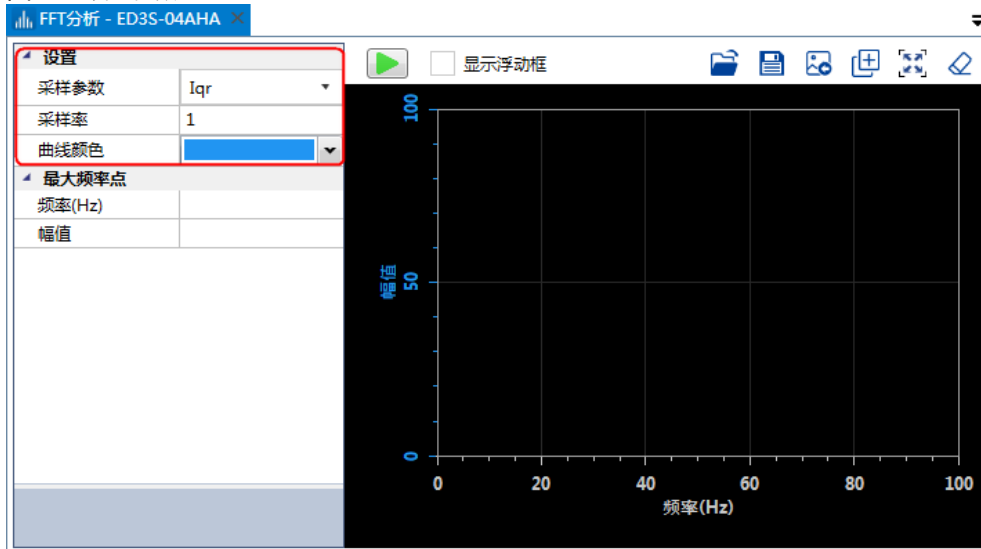 FFT分析 - ED3S-04AHA ×
设置
采样参数 Iqr
采样率 1
曲线颜色
最大频率点
频率(Hz)
幅值
显示浮动框
100
50
0
幅值
0 20 40 60 80 100
频率(Hz)